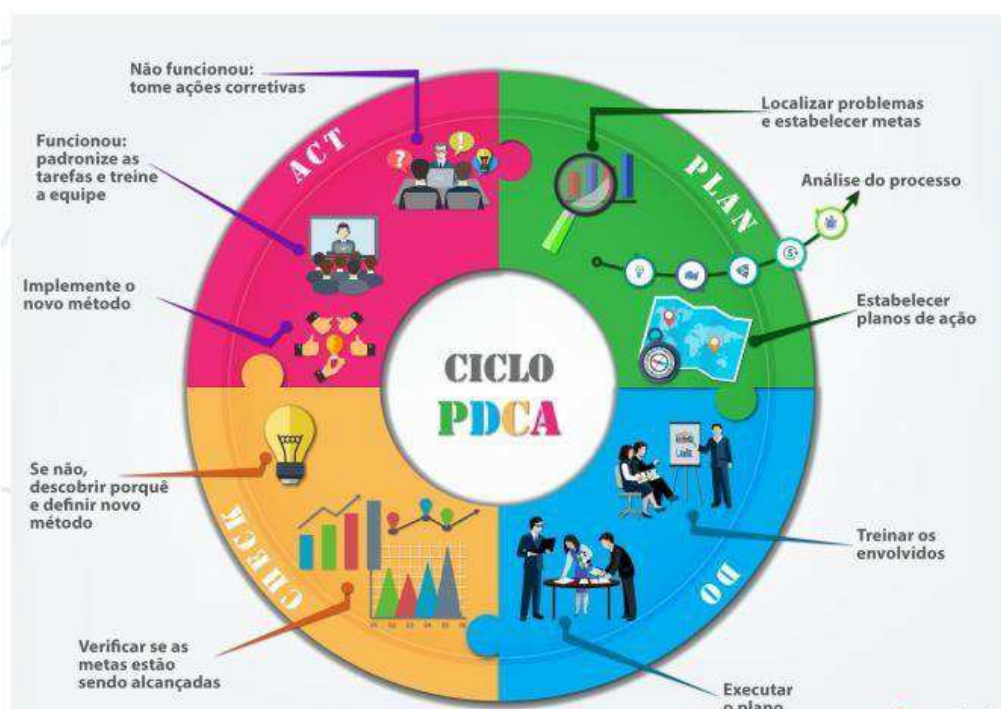 Não funcionou:
tome ações corretivas
Funcionou:
padronize as
tarefas e treine
a equipe
Implemente o
novo método
ACT
Localizar problemas
e estabelecer metas
PLAN
Análise do processo
Estabelecer
planos de ação
CICLO
PDCA
Se não,
descobrir porquê
e definir novo
método
CHECK
Verificar se as
metas estão
sendo alcançadas
Treinar os
envolvidos
DO
Executar
o plano